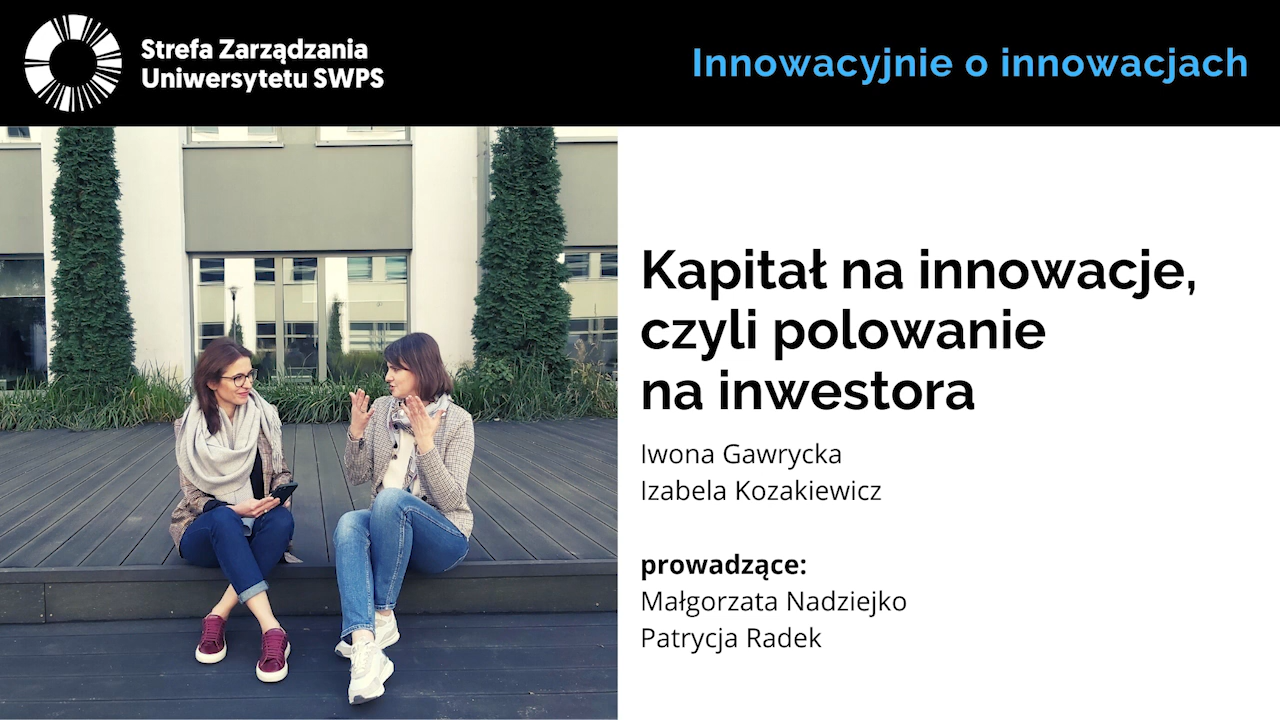 Strefa Zarządzania
Uniwersytetu SWPS
Innowacyjnie o innowacjach
Kapitał na innowacje,
czyli polowanie
na inwestora
Iwona Gawrycka
Izabela Kozakiewicz
prowadzące:
Małgorzata Nadziejko
Patrycja Radek